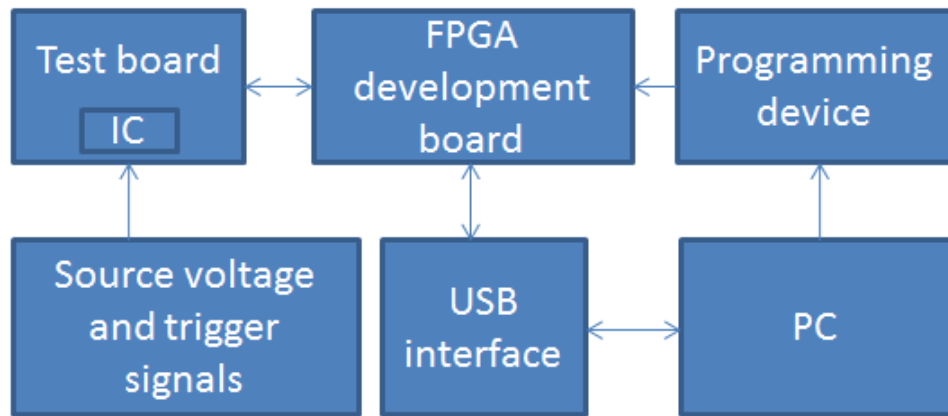 Test board
IC
FPGA
development
board
Programming
device
Source voltage
and trigger
signals
USB
interface
PC